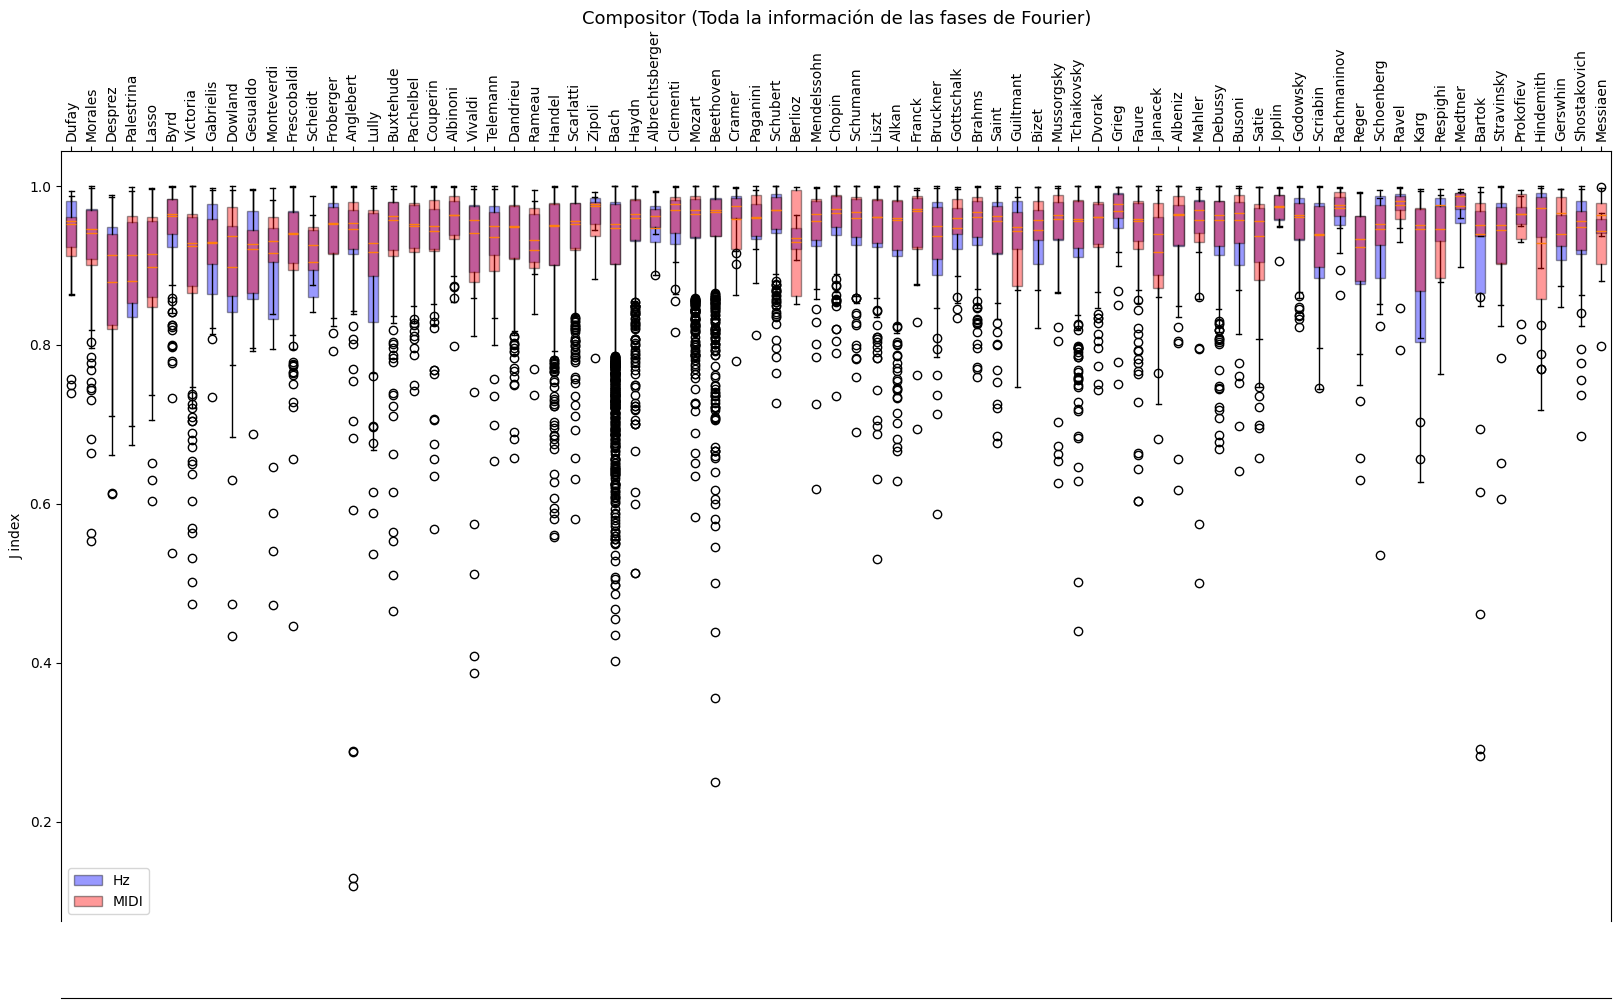 Compositor (Toda la información de las fases de Fourier)
Dufay
Morales
Desprez
Palestrina
Lasso
Byrd
Victoria
Gabrielis
Dowland
Gesualdo
Monteverdi
Frescobaldi
Scheidt
Froberger
Anglebert
Lully
Buxtehude
Pachelbel
Couperin
Albinoni
Vivaldi
Telemann
Dandrieu
Rameau
Handel
Scarlatti
Zipoli
Bach
Haydn
Albrechtsberger
Clementi
Mozart
Beethoven
Cramer
Paganini
Schubert
Berlioz
Mendelssohn
Chopin
Schumann
Liszt
Alkan
Franck
Bruckner
Gottschalk
Brahms
Saint
Guiltmant
Bizet
Mussorgsky
Tchaikovsky
Dvorak
Grieg
Faure
Janacek
Albeniz
Mahler
Debussy
Busoni
Satie
Joplin
Godowsky
Scriabin
Rachmaninov
Reger
Schoenberg
Ravel
Karg
Respighi
Medtner
Bartok
Stravinsky
Prokofiev
Hindemith
Gerswhin
Shostakovich
Messiaen
1.0
0.8
0.6
0.4
0.2
J index
Hz
MIDI